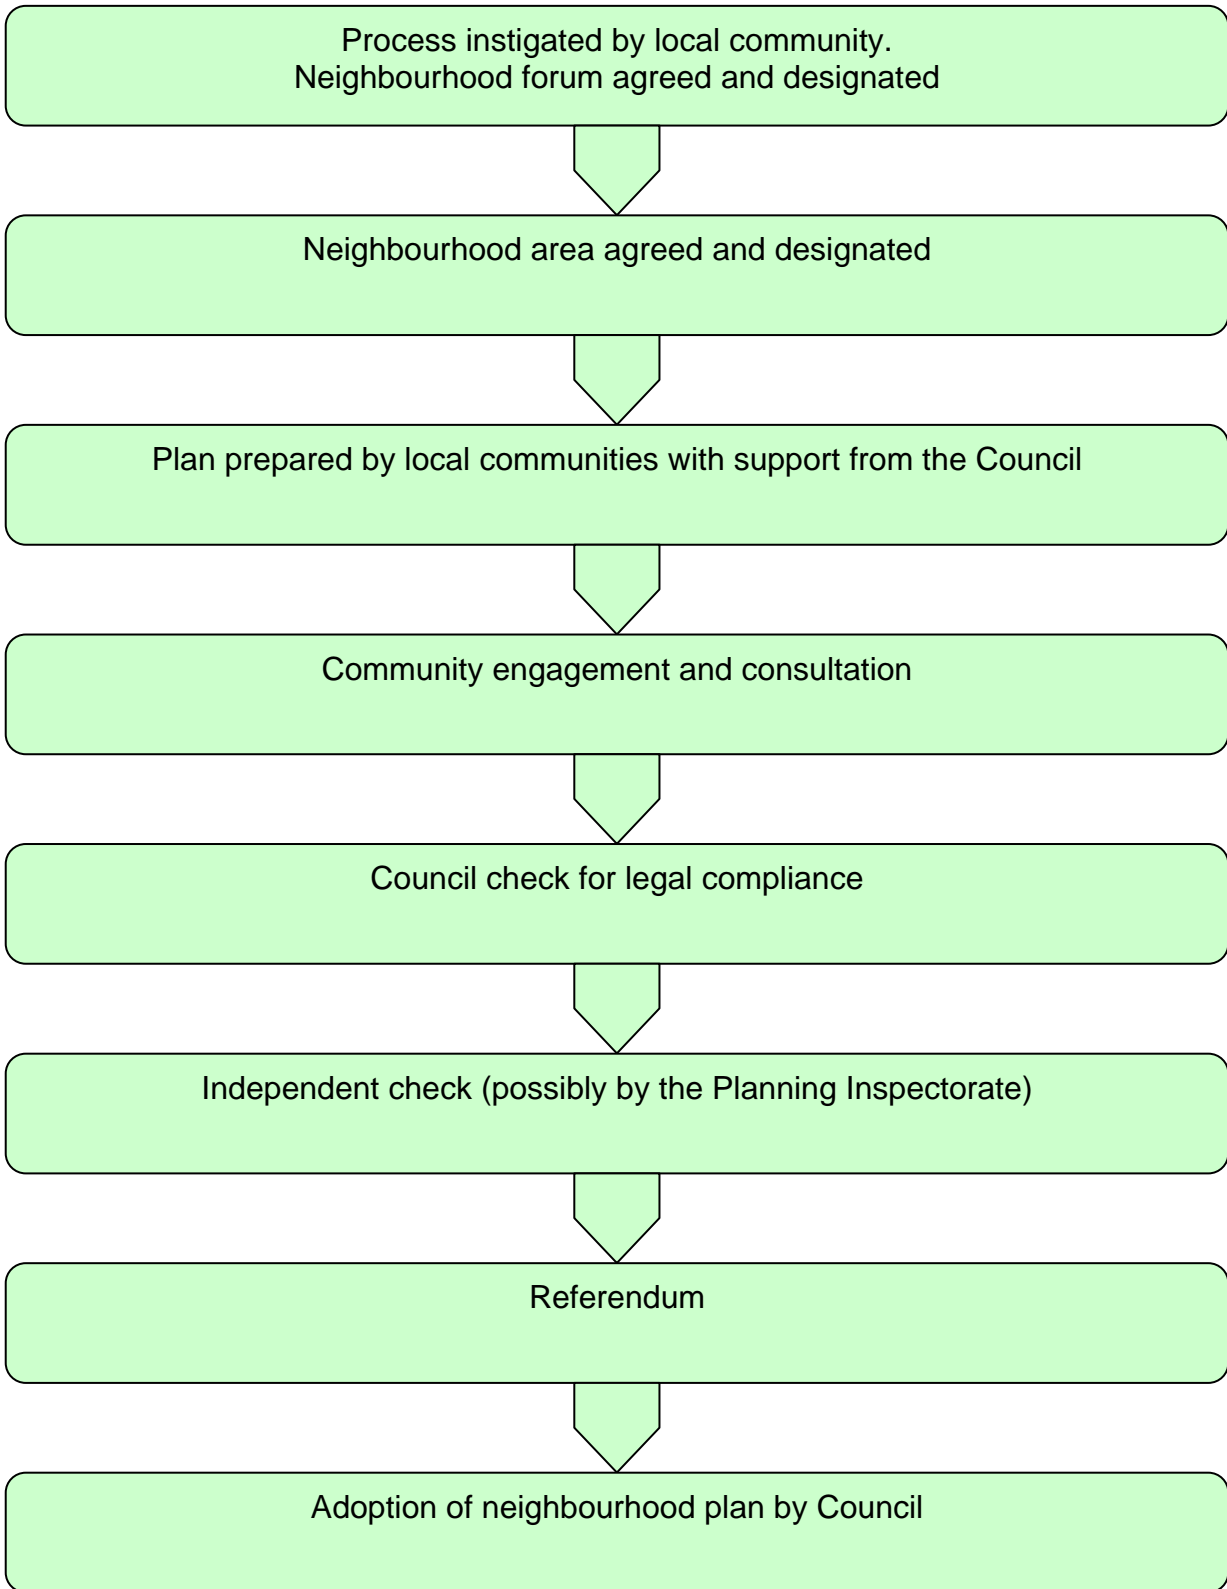 Process instigated by local community.
Neighbourhood forum agreed and designated
Neighbourhood area agreed and designated
Plan prepared by local communities with support from the Council
Community engagement and consultation
Council check for legal compliance
Independent check (possibly by the Planning Inspectorate)
Referendum
Adoption of neighbourhood plan by Council